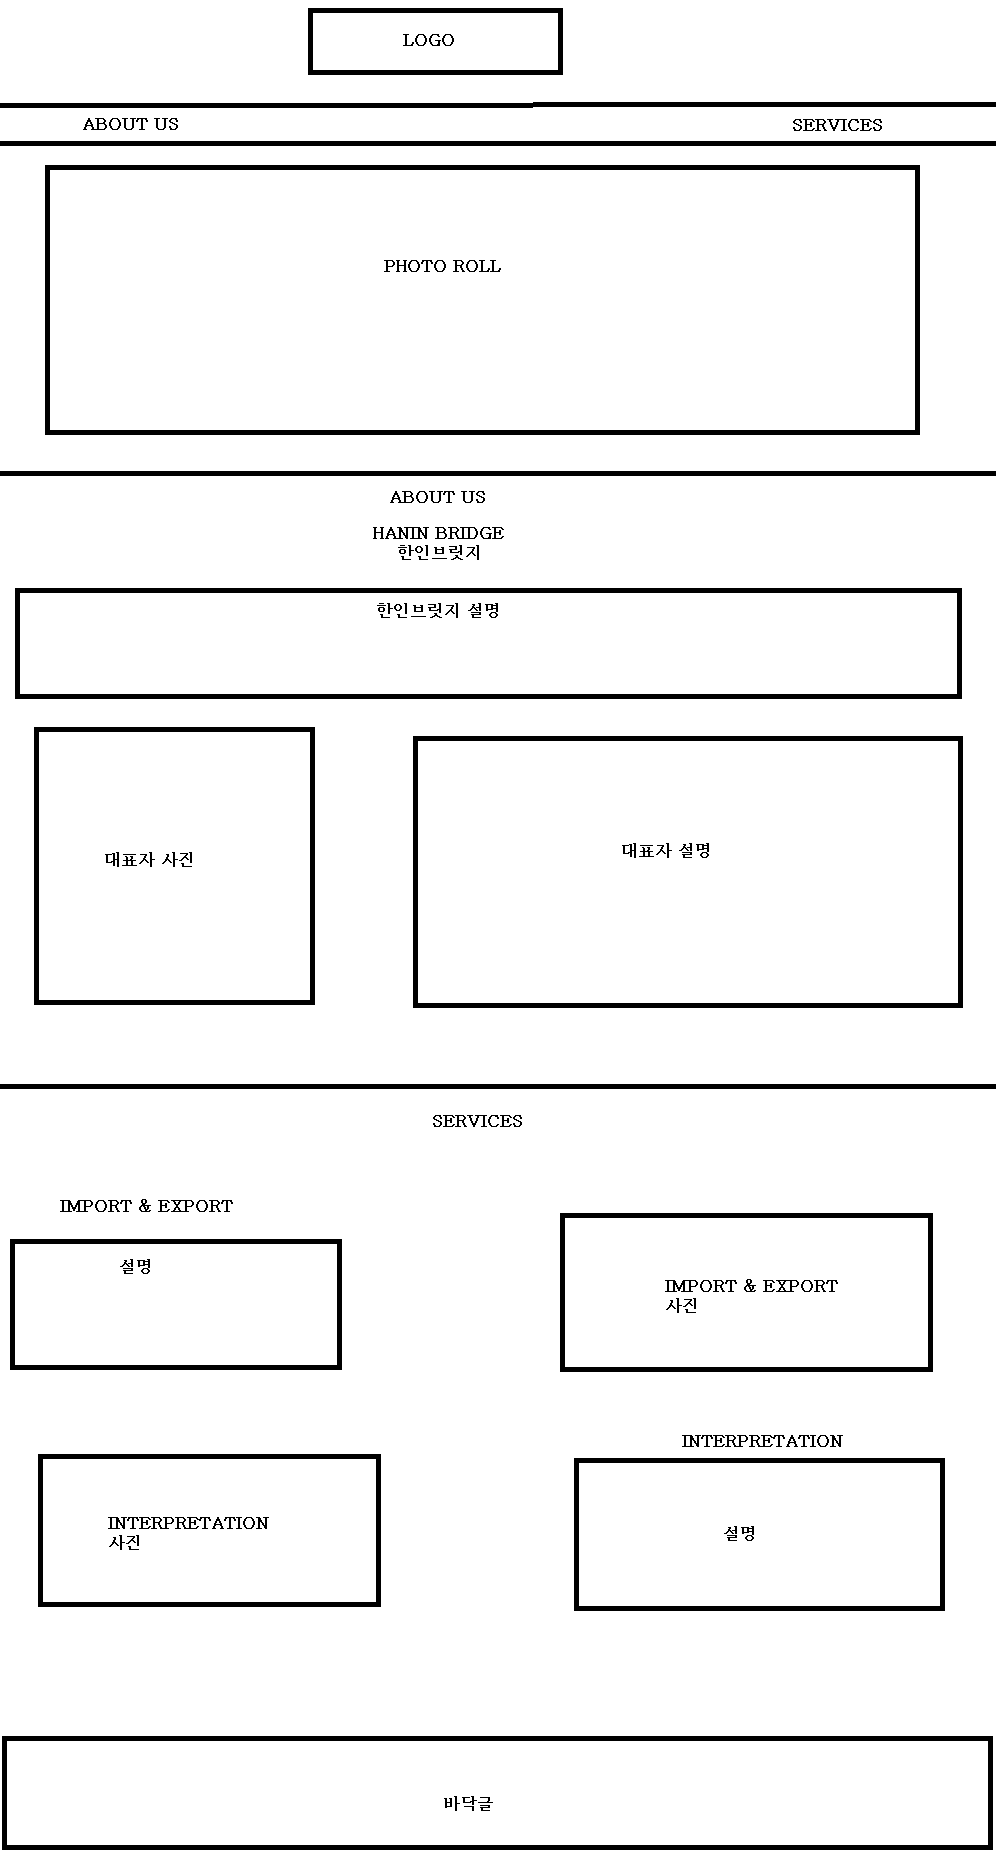 LOGO
ABOUT US
SERVICES
PHOTO ROLL
ABOUT US
HANIN BRIDGE
한인브릿지
한인브릿지 설명
대표자 사진
대표자 설명
SERVICES
IMPORT & EXPORT
설명
IMPORT & EXPORT
사진
INTERPRETATION
사진
INTERPRETATION
설명
바닥글